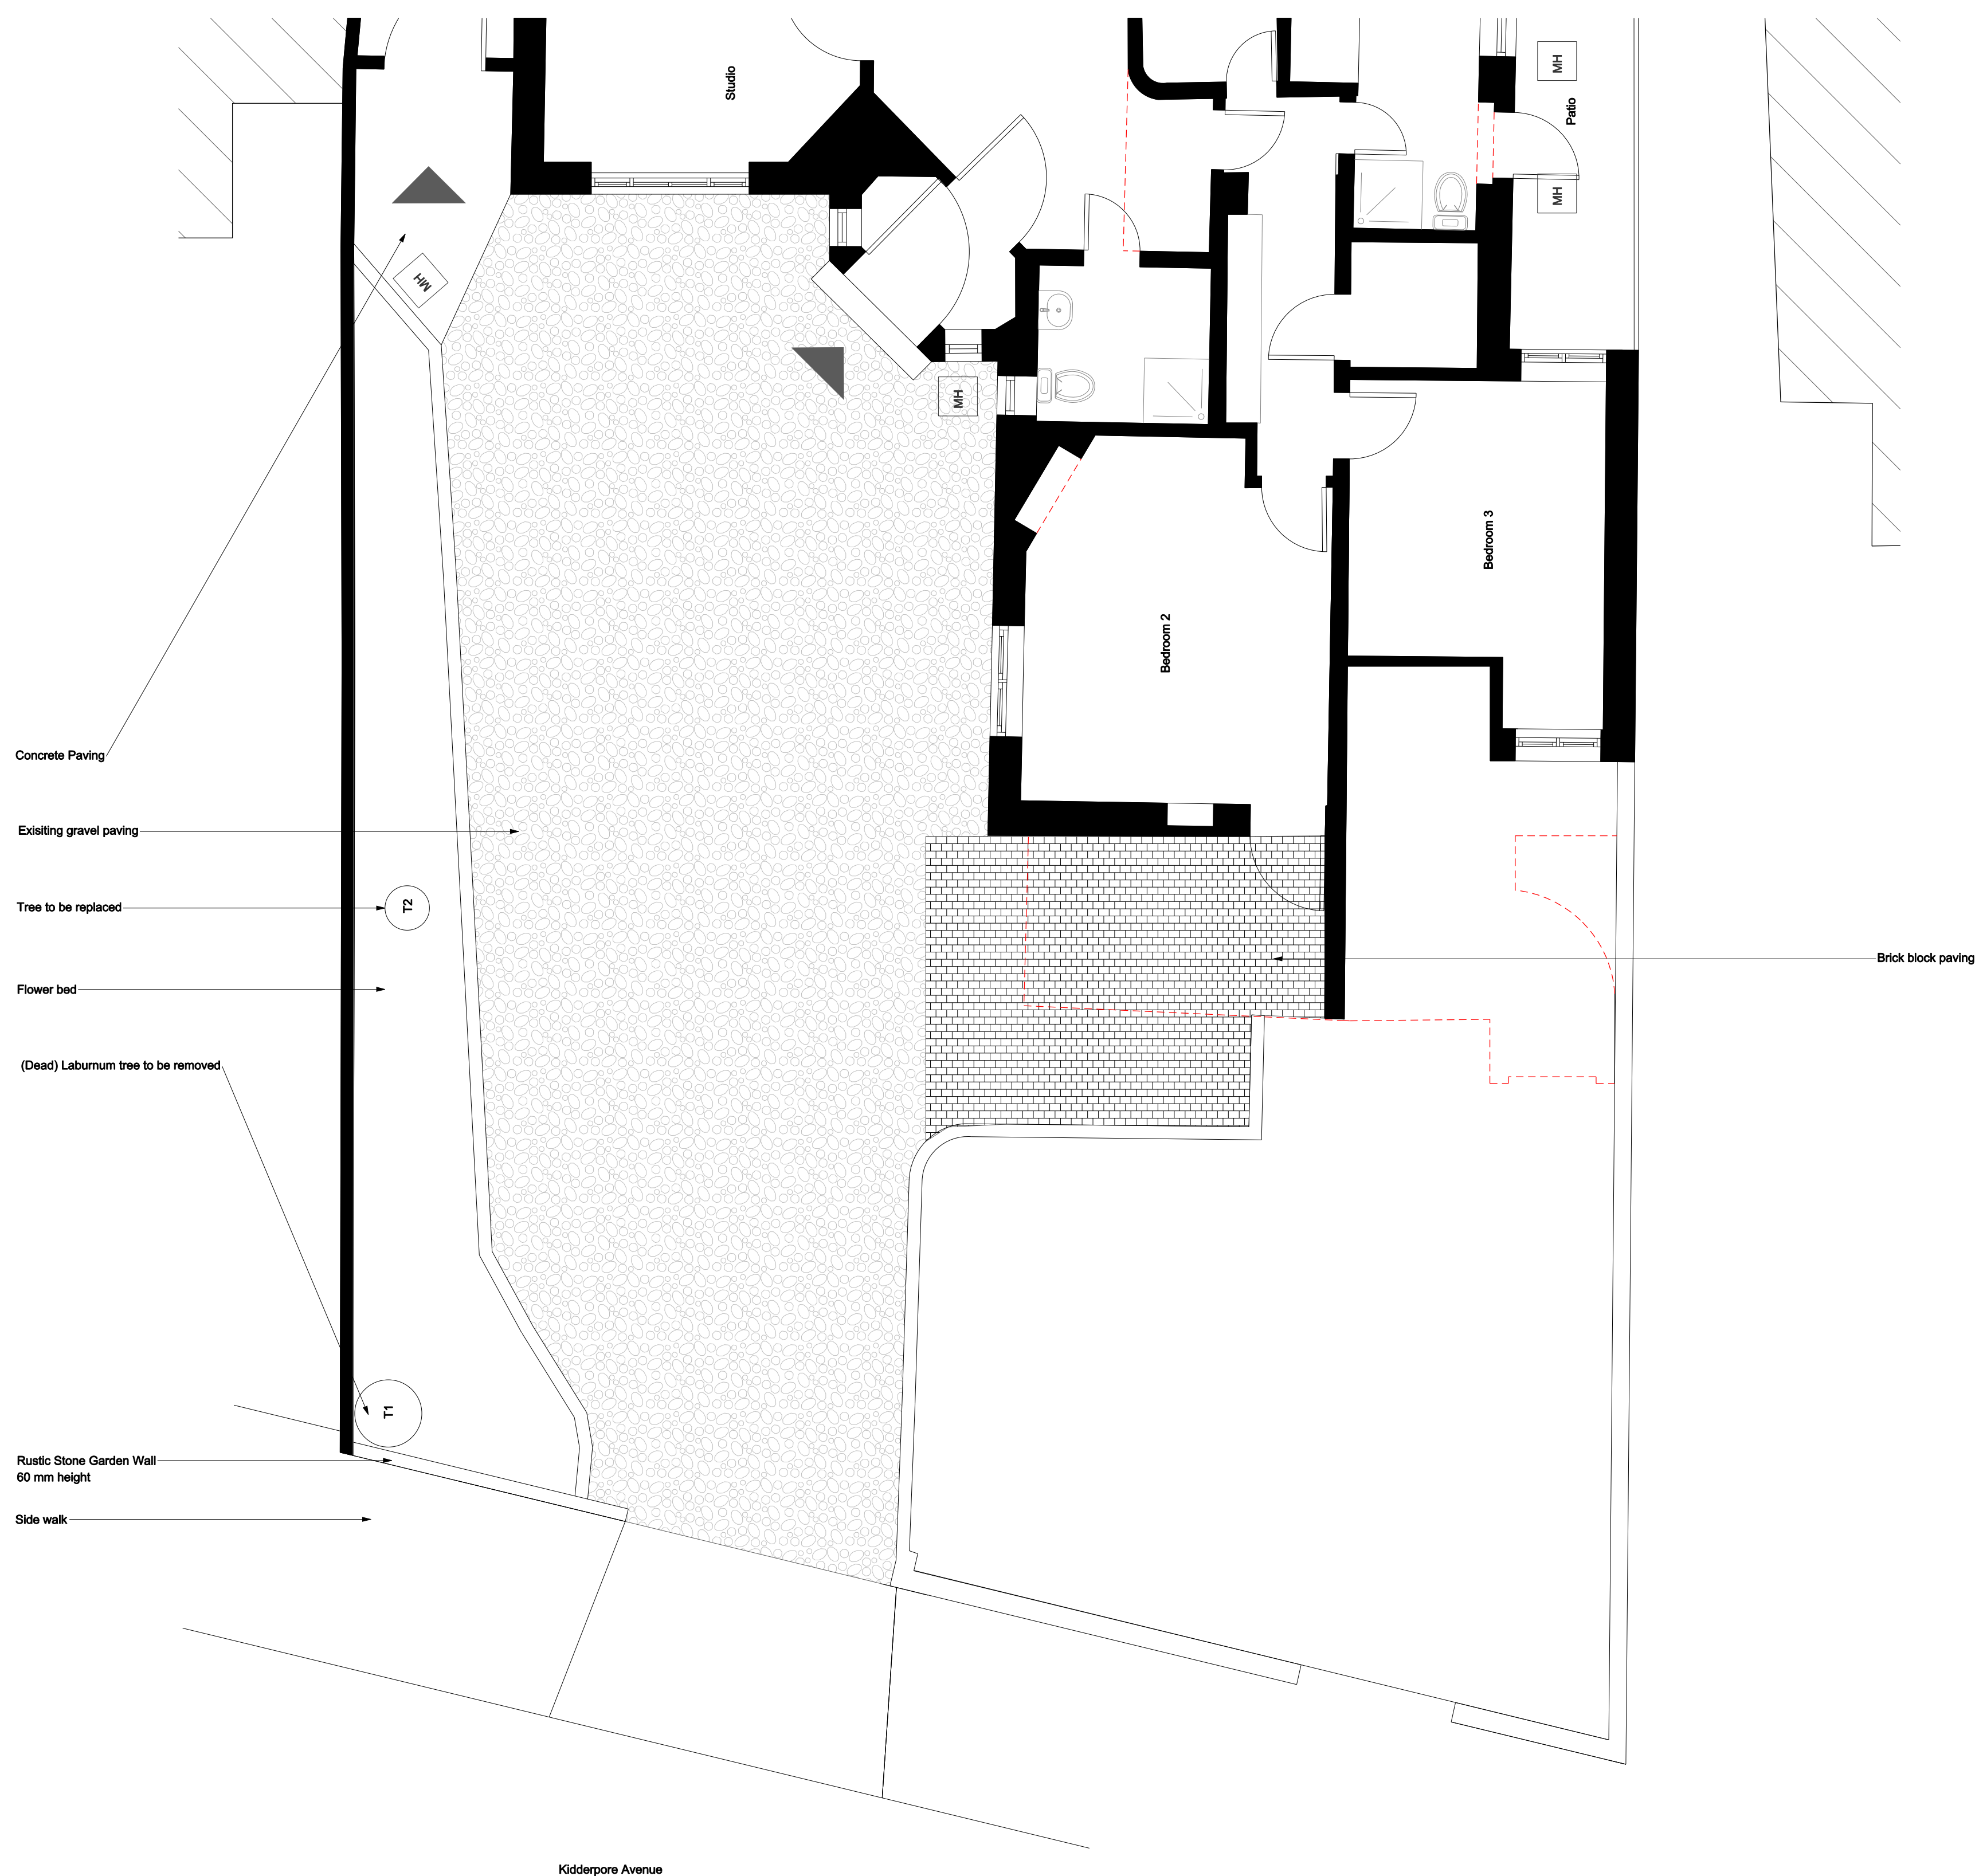 Studio
MH
Patio
MH
MH
MH
Bedroom 3
Bedroom 2
Concrete Paving
Exisiting gravel paving
Tree to be replaced
T2
Brick block paving
Flower bed
(Dead) Laburnum tree to be removed
T1
Rustic Stone Garden Wall
60 mm height
Side walk
Kidderpore Avenue